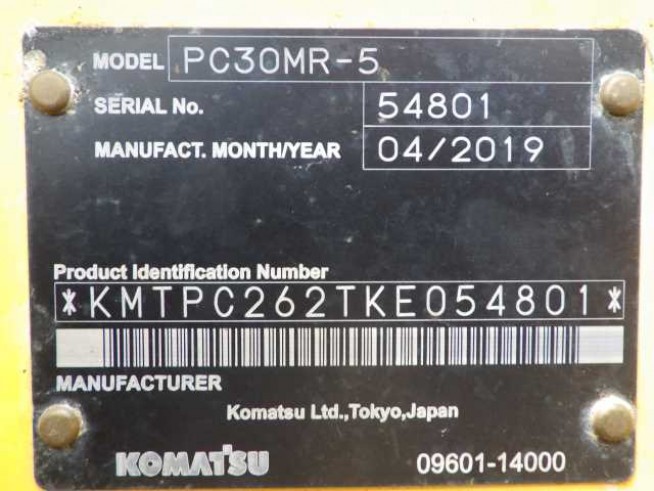 MODEL PC30MR-5
SERIAL No. 54801
MANUFACT. MONTH/YEAR 04/2019
Product Identification Number
*KMTPC262TKE054801*
MANUFACTURER
Komatsu Ltd.,Tokyo,Japan
KOMATSU 09601-14000